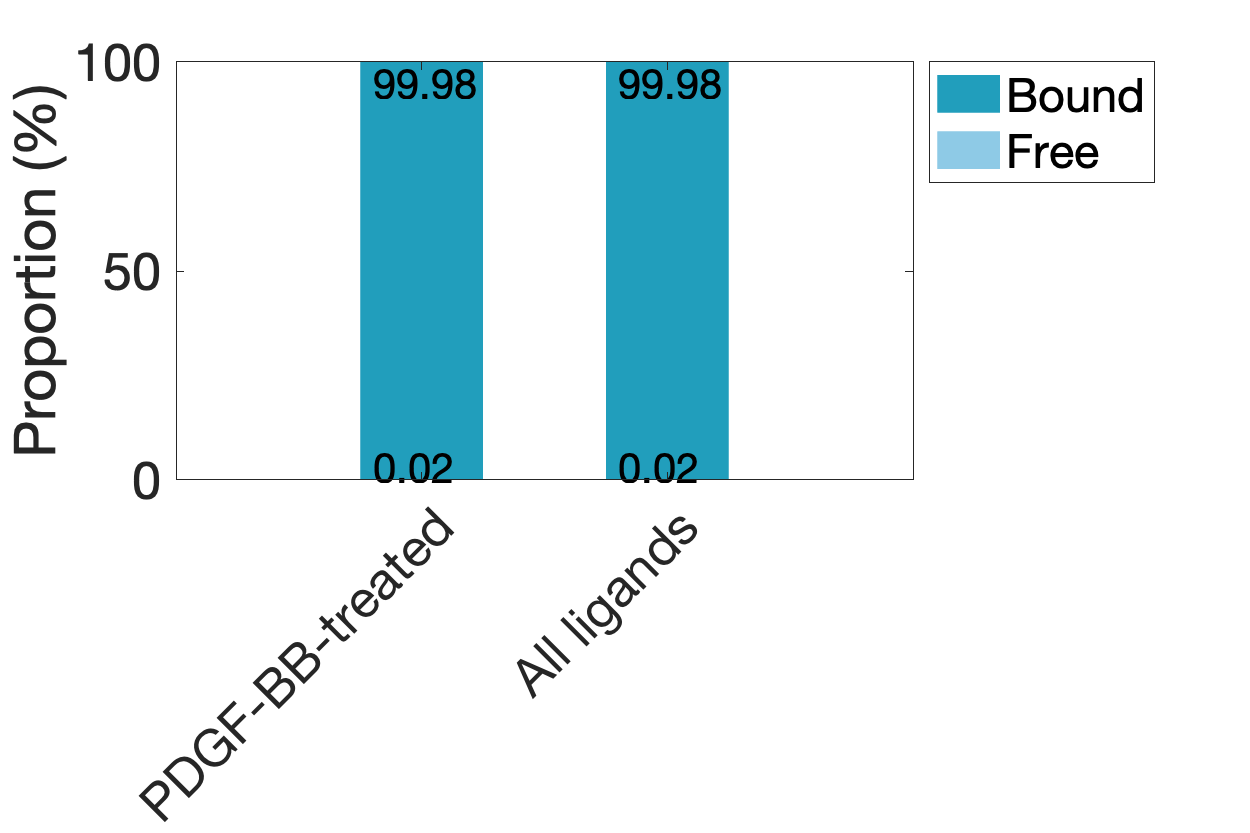 Proportion (%)
100
50
0
99.98
99.98
0.02
0.02
PDGF-BB-treated
All ligands
Bound
Free